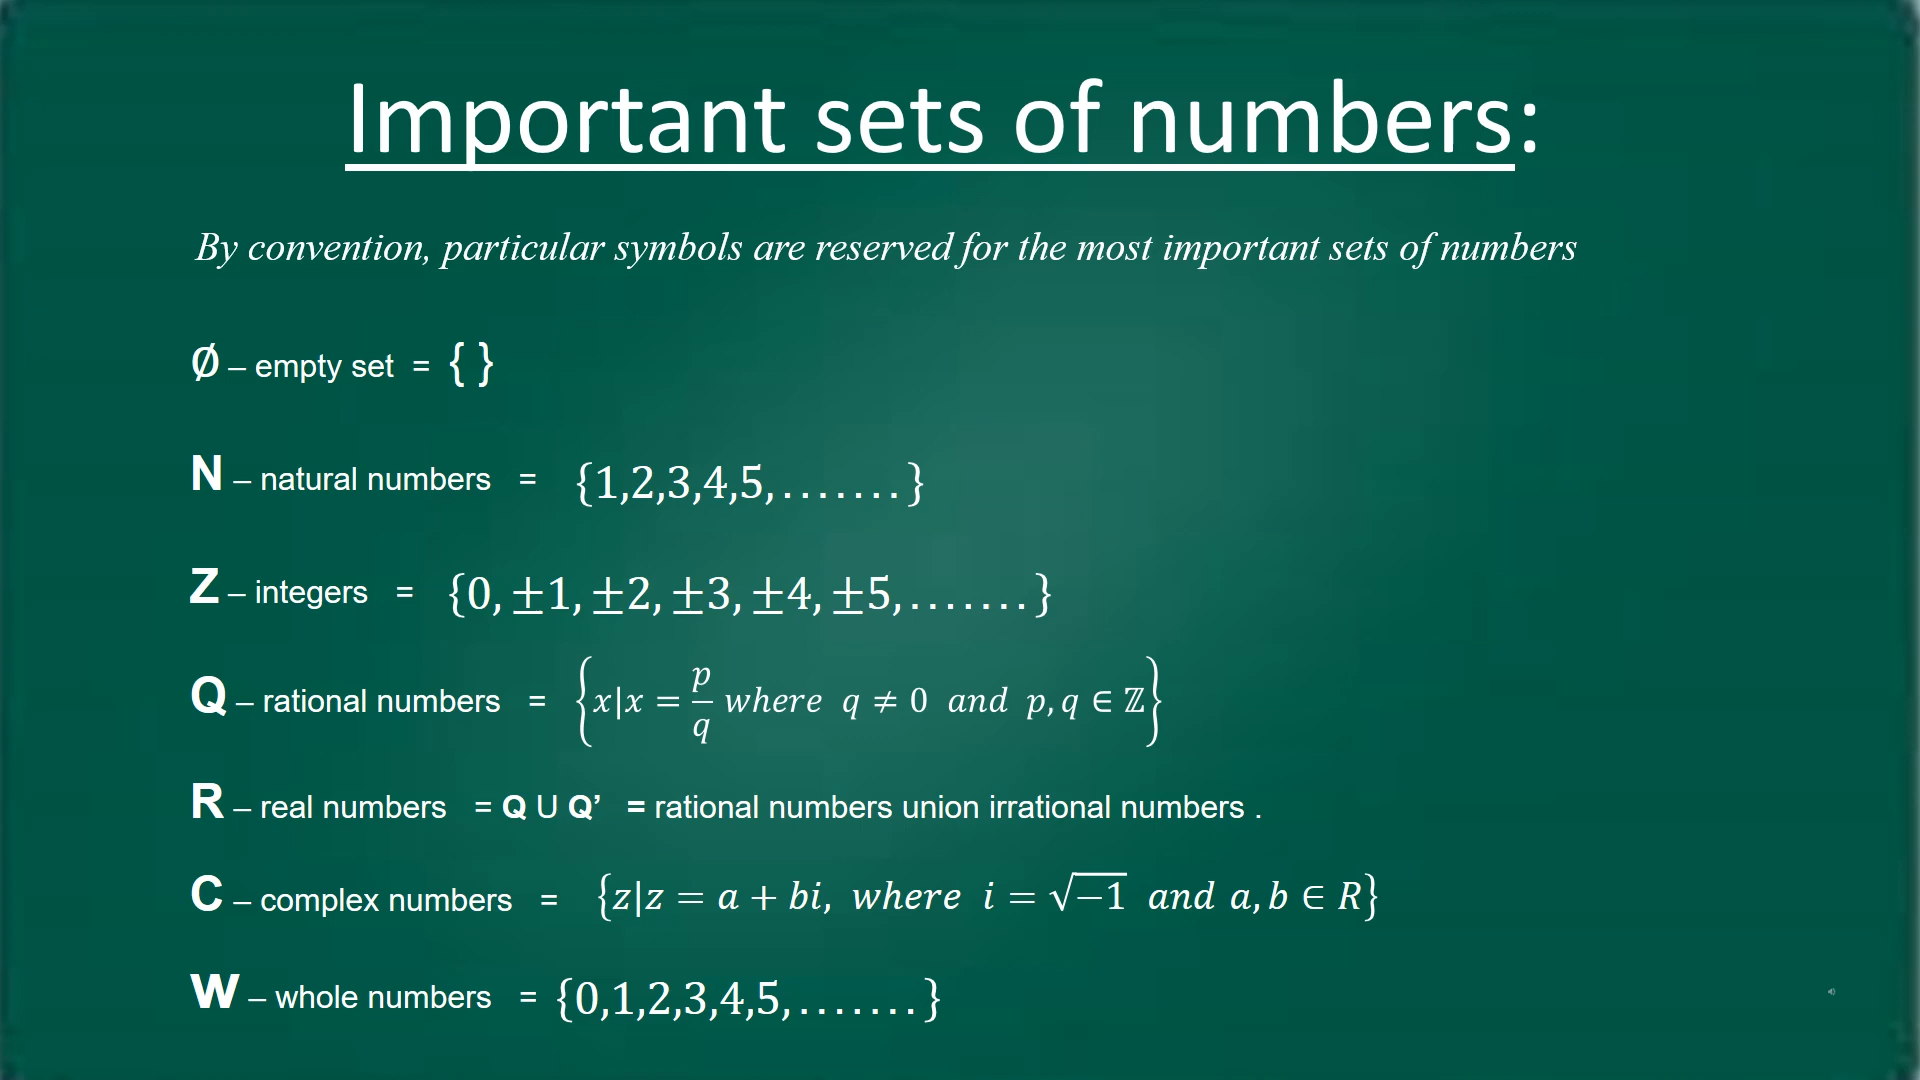 Important sets of numbers:
By convention, particular symbols are reserved for the most important sets of numbers
∅ – empty set = { }
N – natural numbers = {1,2,3,4,5,.......}
Z – integers = {0, ±1, ±2, ±3, ±4, ±5,.......}
Q – rational numbers = {x|x = p/q where q ≠ 0 and p, q ∈ ℤ}
R – real numbers = Q U Q’ = rational numbers union irrational numbers .
C – complex numbers = {z|z = a + bi, where i = √−1 and a, b ∈ R}
W – whole numbers = {0,1,2,3,4,5,.......}